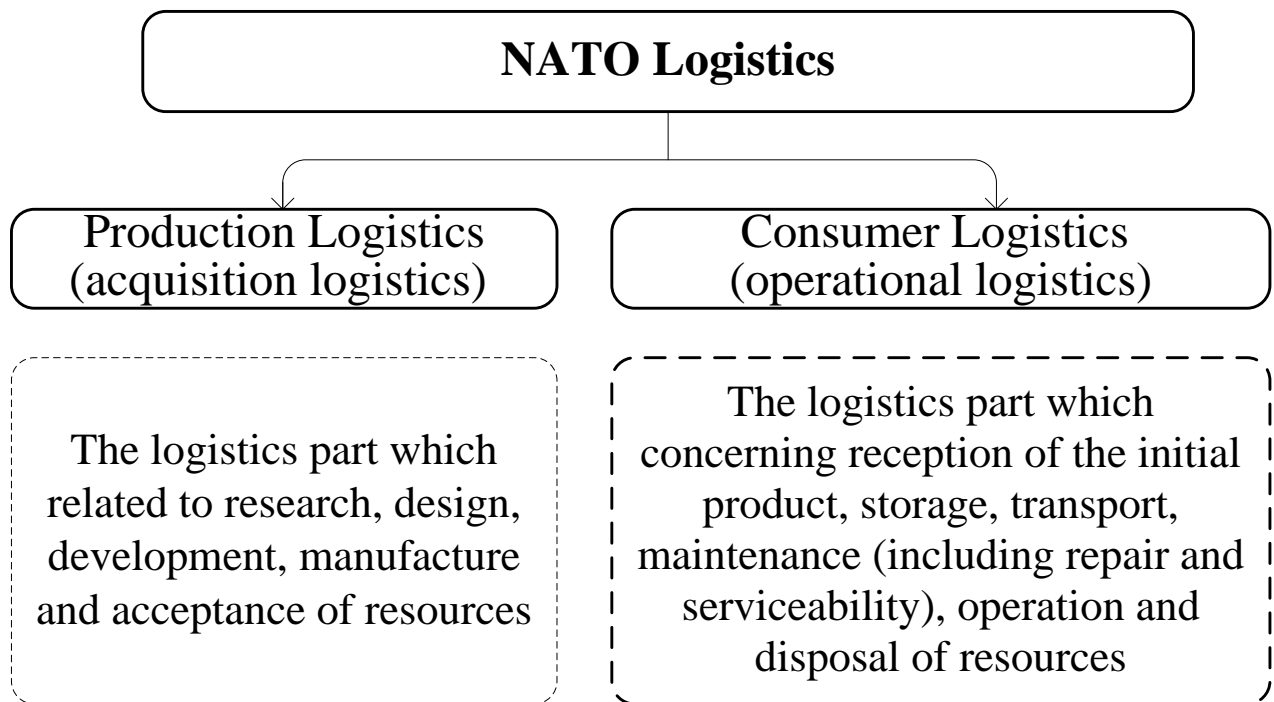 NATO Logistics
Production Logistics
(acquisition logistics)
Consumer Logistics
(operational logistics)
The logistics part which
related to research, design,
development, manufacture
and acceptance of resources
The logistics part which
concerning reception of the initial
product, storage, transport,
maintenance (including repair and
serviceability), operation and
disposal of resources